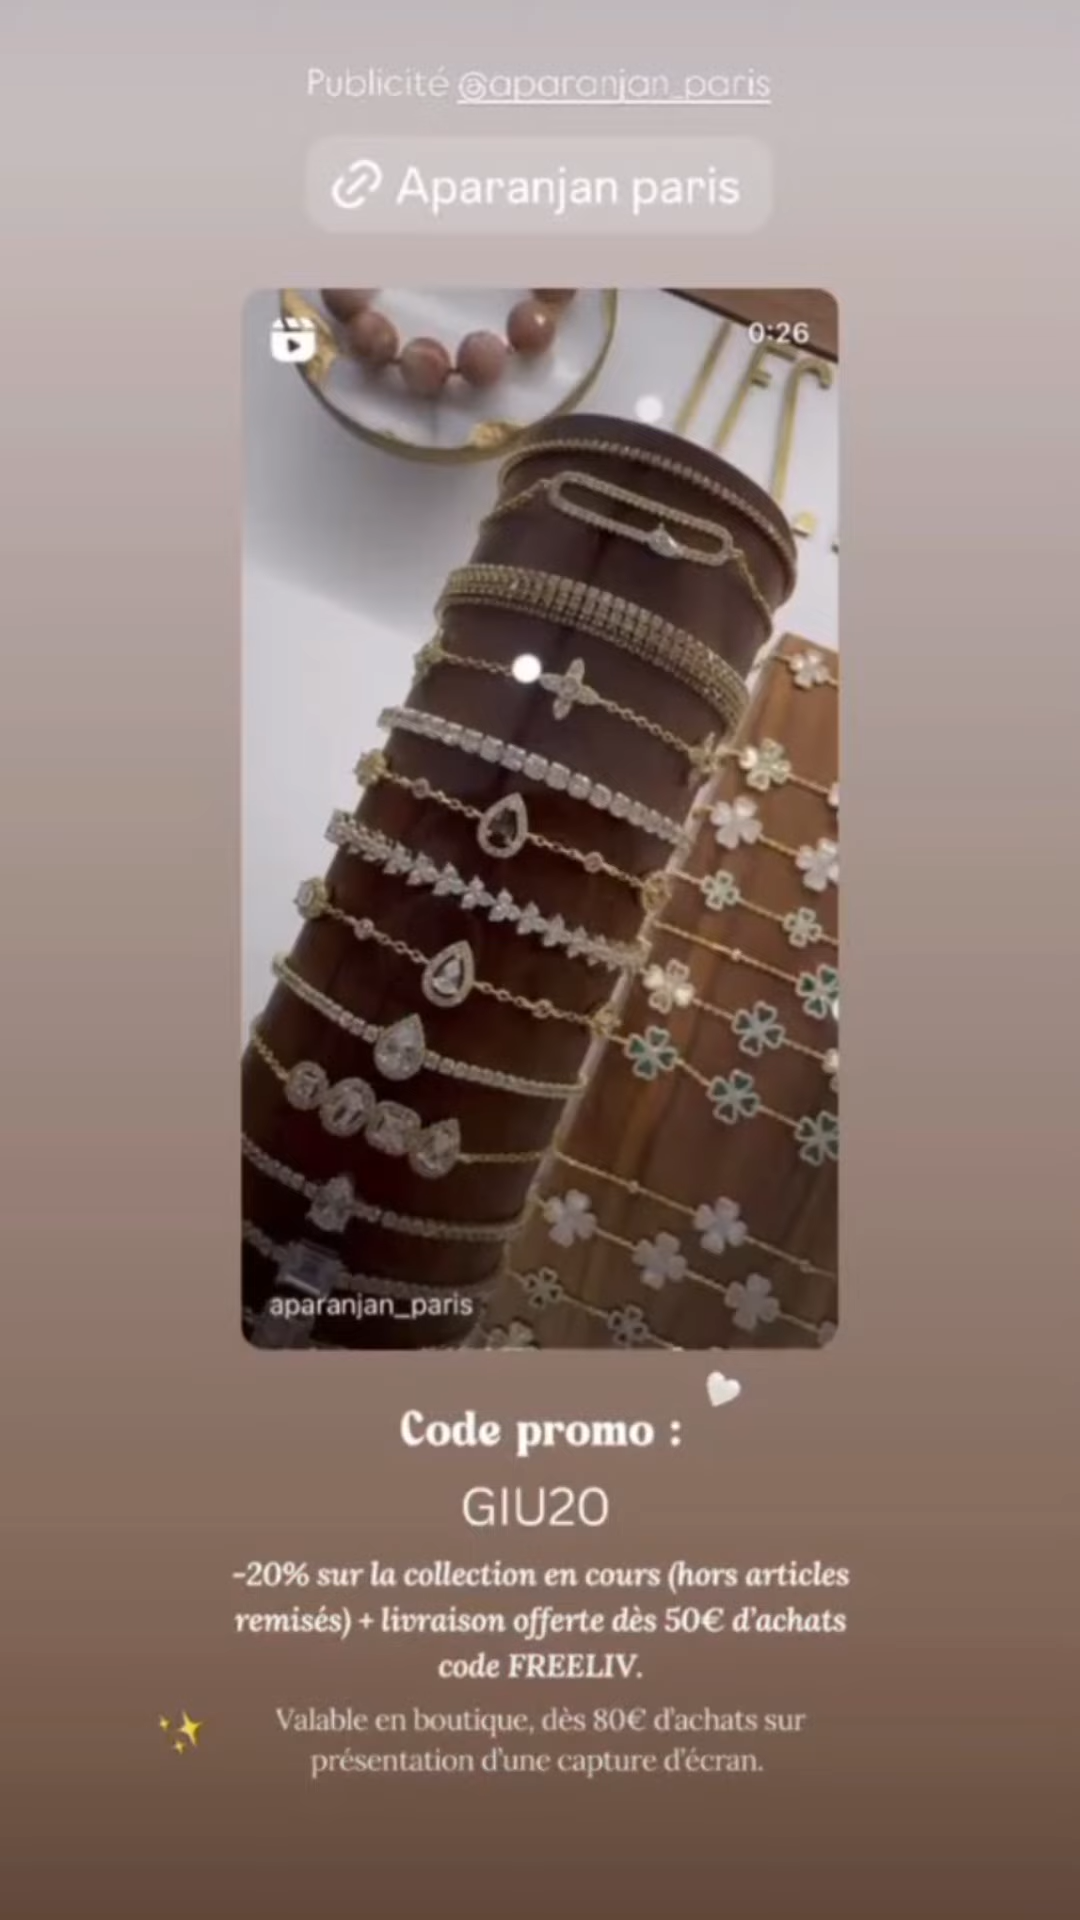 Publicité @aparanjan_paris
Aparanjan paris
0:26
aparanjan_paris
Code promo :
GIU20
-20% sur la collection en cours (hors articles
remisés) + livraison offerte dès 50€ d'achats
code FREELIV.
Valable en boutique, dès 80€ d'achats sur
présentation d'une capture d'écran.